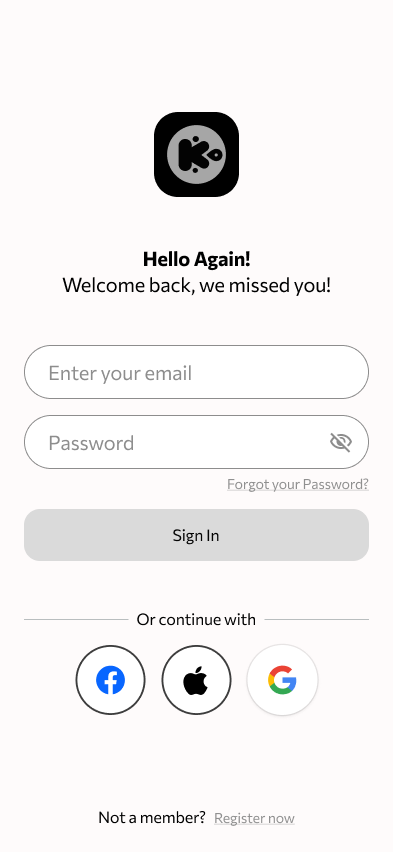 K
Hello Again!
Welcome back, we missed you!
Enter your email
Password
Forgot your Password?
Sign In
Or continue with
Not a member? Register now